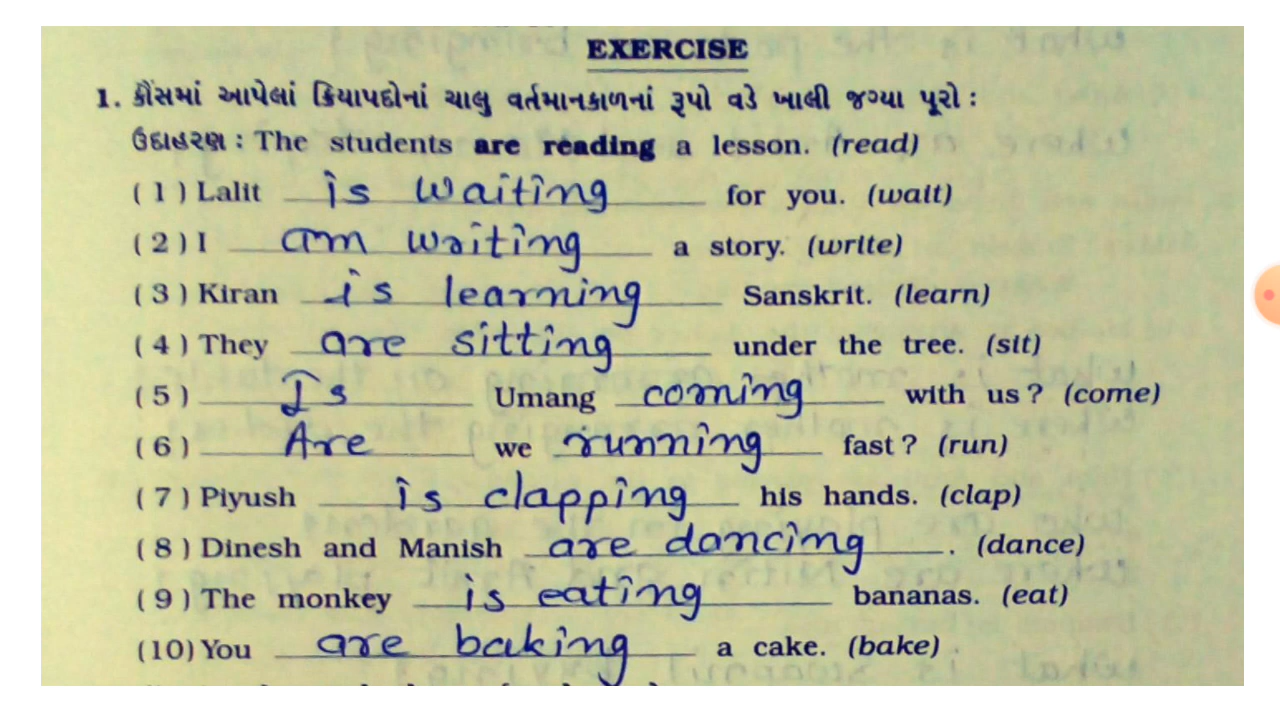 EXERCISE
1. કૌંસમાં આપેલાં ક્રિયાપદોનાં ચાલુ વર્તમાનકાળનાં રૂપો વડે ખાલી જગ્યા પૂરો :
ઉદાહરણ : The students are reading a lesson. (read)
( 1 ) Lalit is waiting for you. (wait)
( 2 ) I am writing a story. (write)
( 3 ) Kiran is learning Sanskrit. (learn)
( 4 ) They are sitting under the tree. (sit)
( 5 ) Is Umang coming with us ? (come)
( 6 ) Are we running fast ? (run)
( 7 ) Piyush is clapping his hands. (clap)
( 8 ) Dinesh and Manish are dancing . (dance)
( 9 ) The monkey is eating bananas. (eat)
(10) You are baking a cake. (bake)